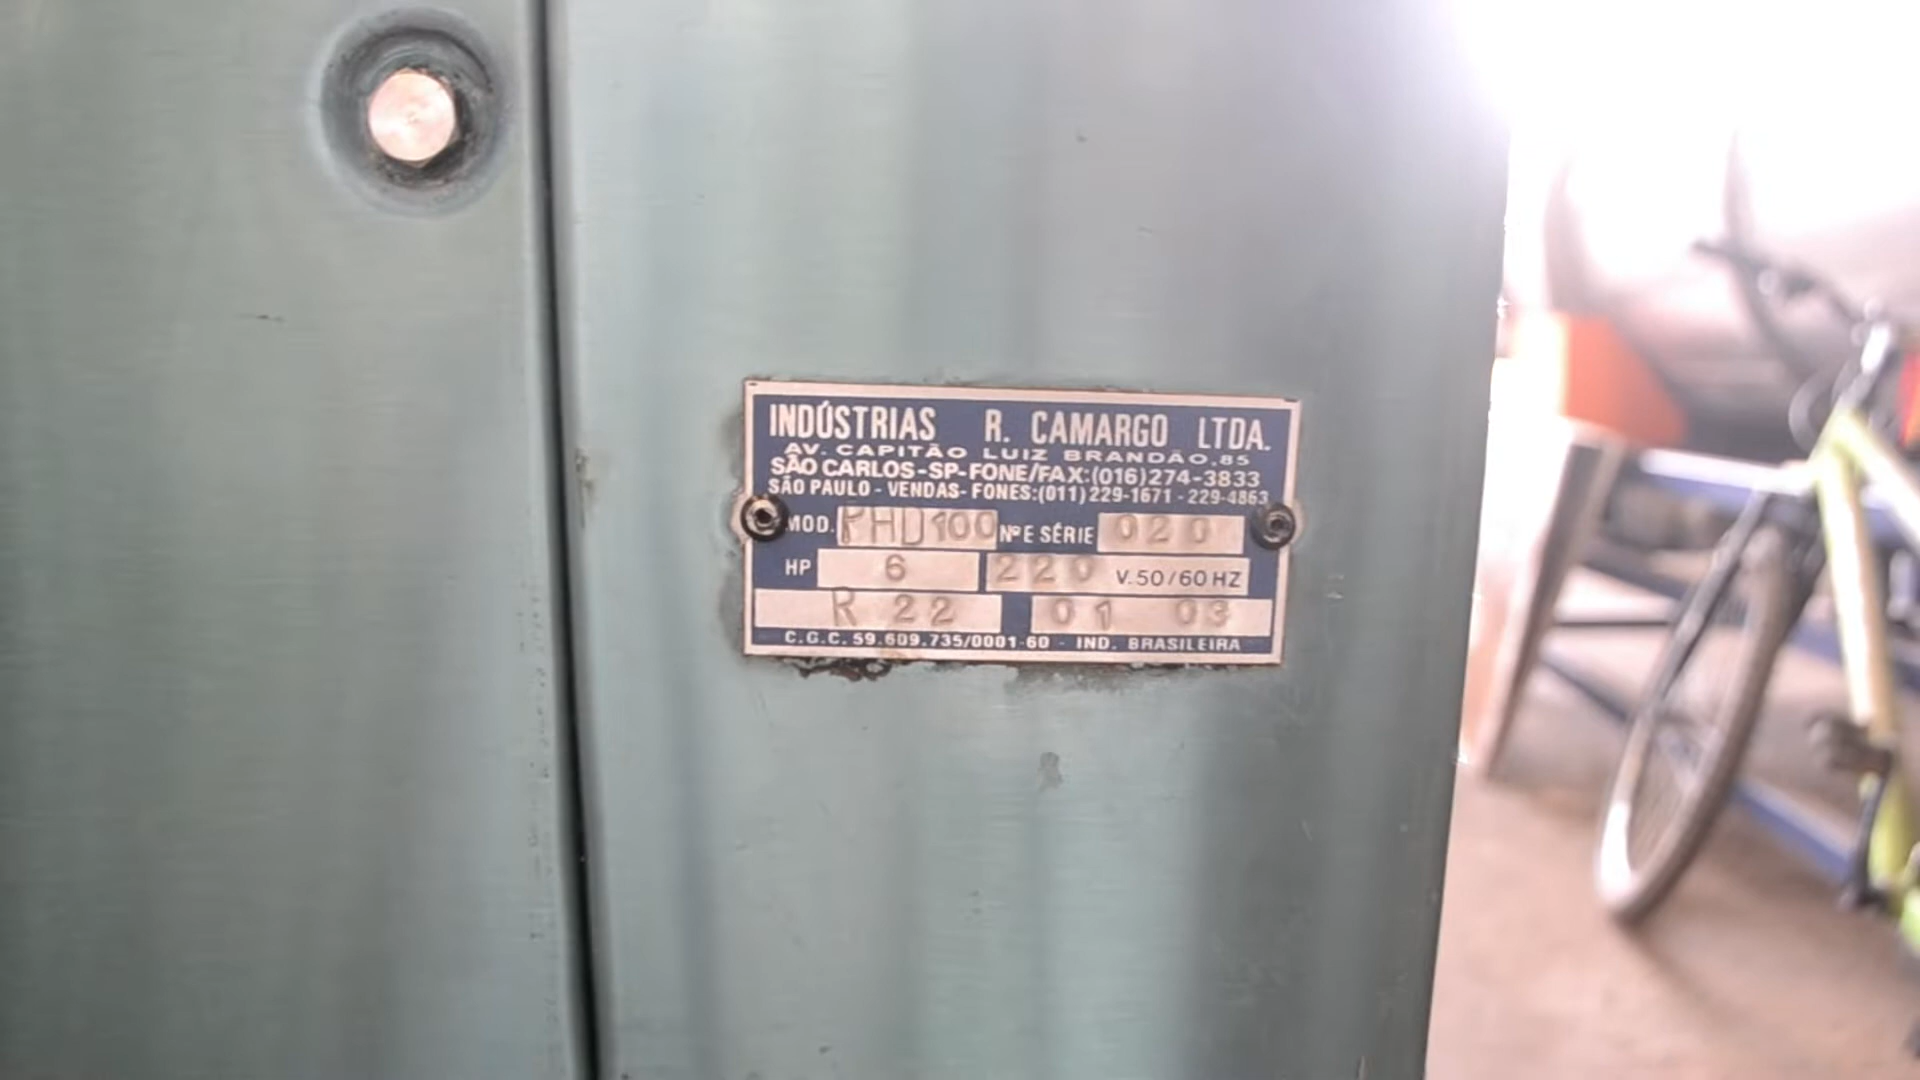 INDÚSTRIAS R. CAMARGO LTDA.
AV. CAPITÃO LUIZ BRANDÃO, 85
SÃO CARLOS-SP-FONE/FAX:(016)274-3833
SÃO PAULO - VENDAS- FONES:(011)229-1671 - 229-4863
MOD. PHD100 Nº E SÉRIE 020
HP 6 220 V. 50/60 HZ
R 22 01 03
C.G.C. 59.609.735/0001-60 - IND. BRASILEIRA